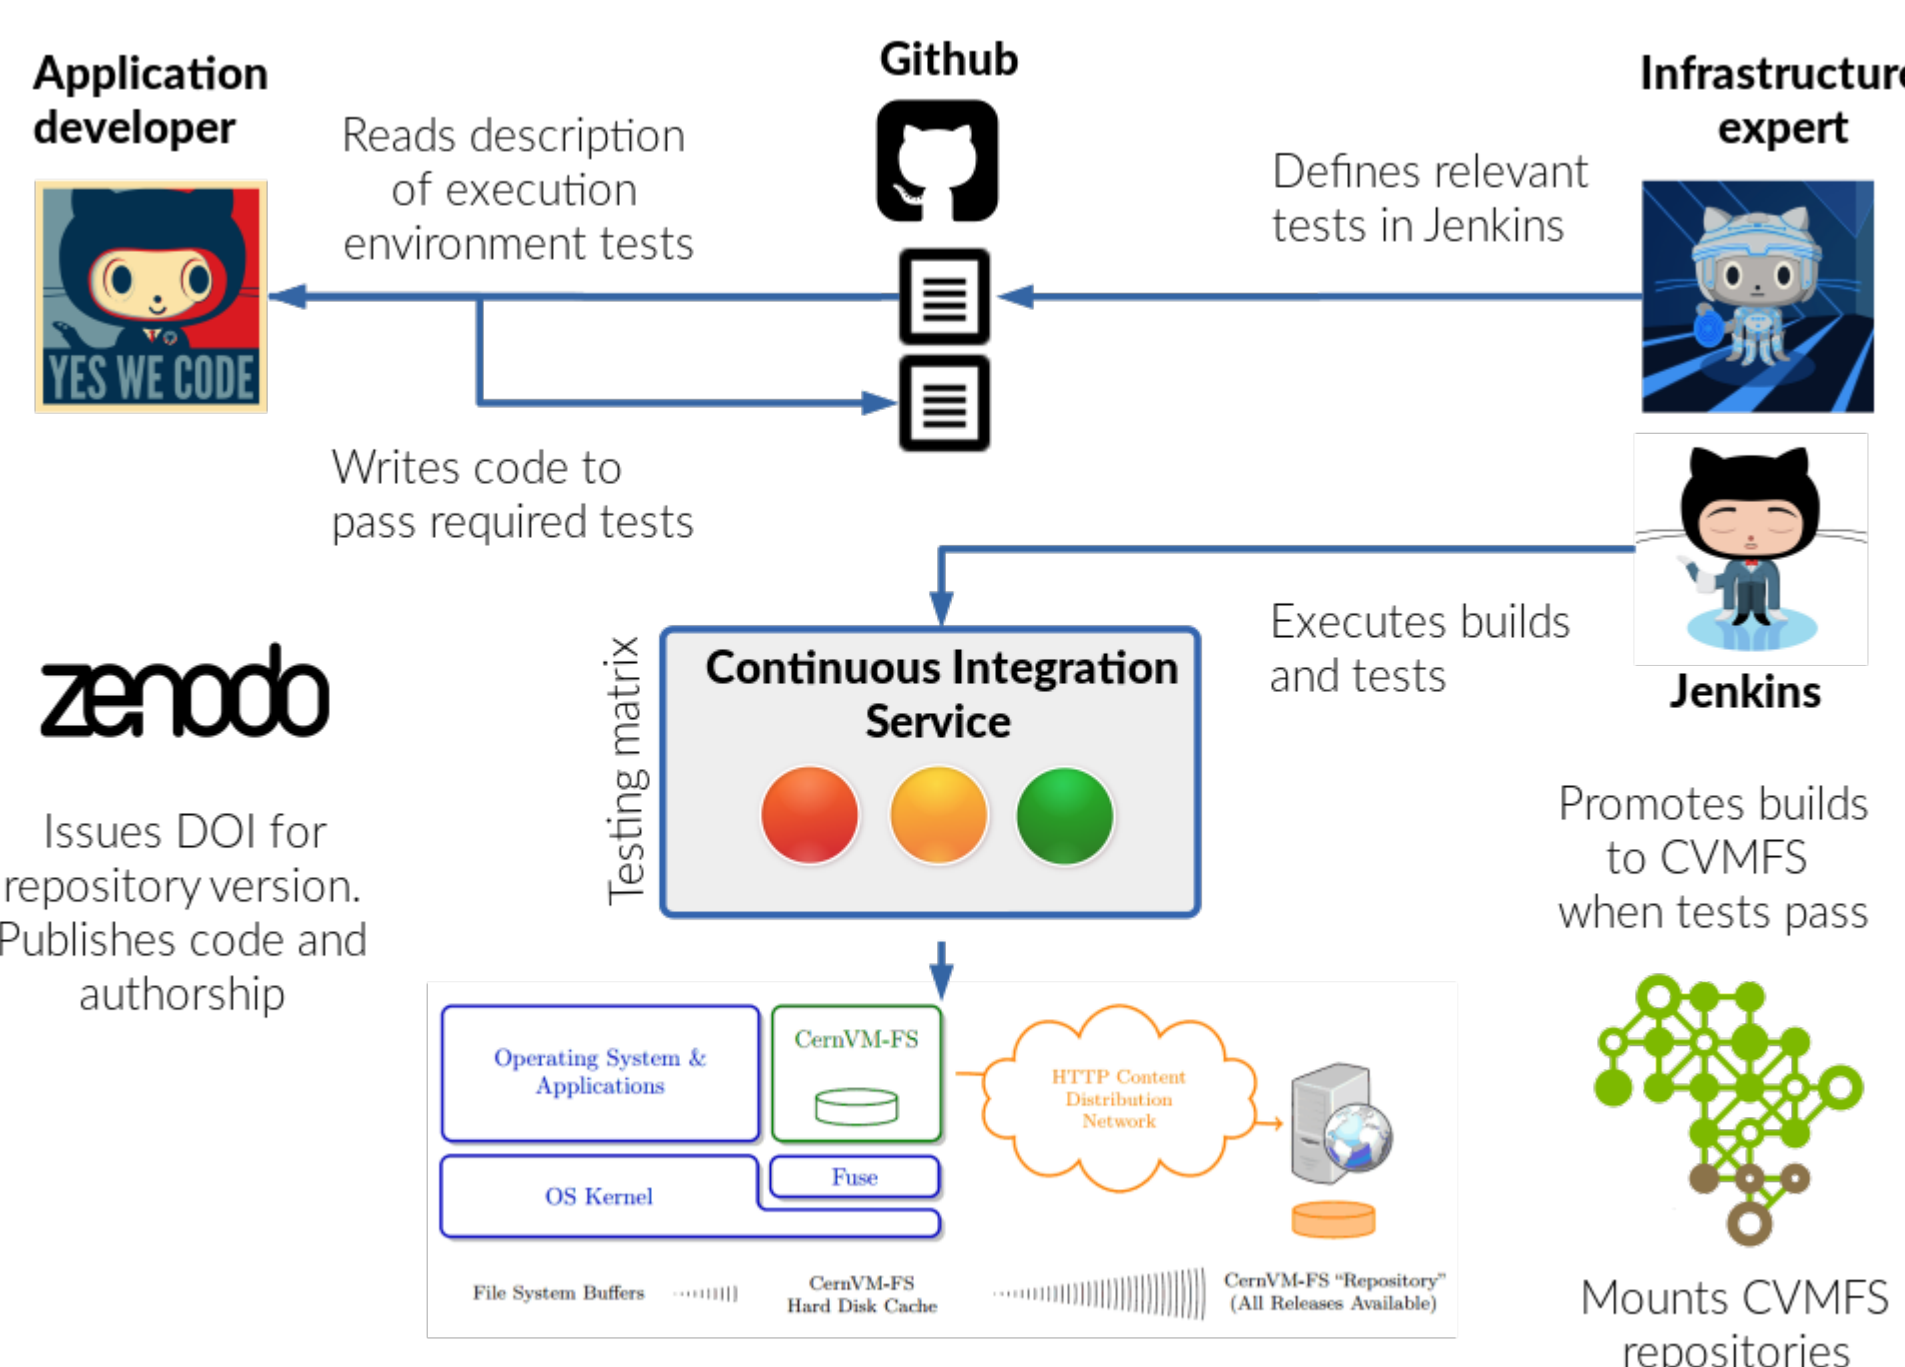 Application
developer
YES WE CODE
Reads description
of execution
environment tests
Github
Defines relevant
tests in Jenkins
Infrastructure
expert
Writes code to
pass required tests
Executes builds
and tests
Jenkins
zenodo
Issues DOI for
repository version.
Publishes code and
authorship
Testing matrix
Continuous Integration
Service
Promotes builds
to CVMFS
when tests pass
Operating System &
Applications
CernVM-FS
HTTP Content
Distribution
Network
OS Kernel
Fuse
File System Buffers
CernVM-FS
Hard Disk Cache
CernVM-FS “Repository”
(All Releases Available)
Mounts CVMFS
repositories